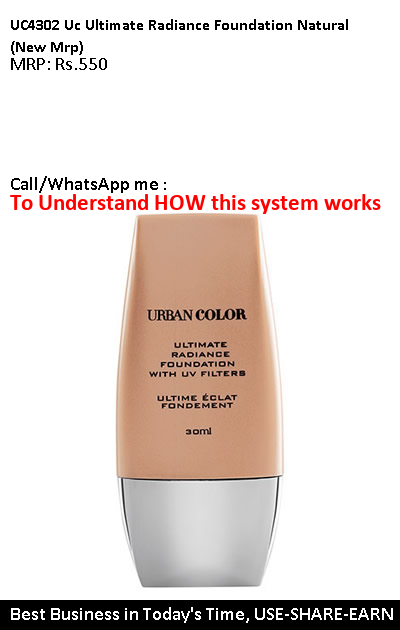 UC4302 Uc Ultimate Radiance Foundation Natural
(New Mrp)
MRP: Rs.550
Call/WhatsApp me :
To Understand HOW this system works
URBAN COLOR
ULTIMATE
RADIANCE
FOUNDATION
WITH UV FILTERS
ULTIME ÉCLAT
FONDEMENT
30ml
Best Business in Today's Time, USE-SHARE-EARN